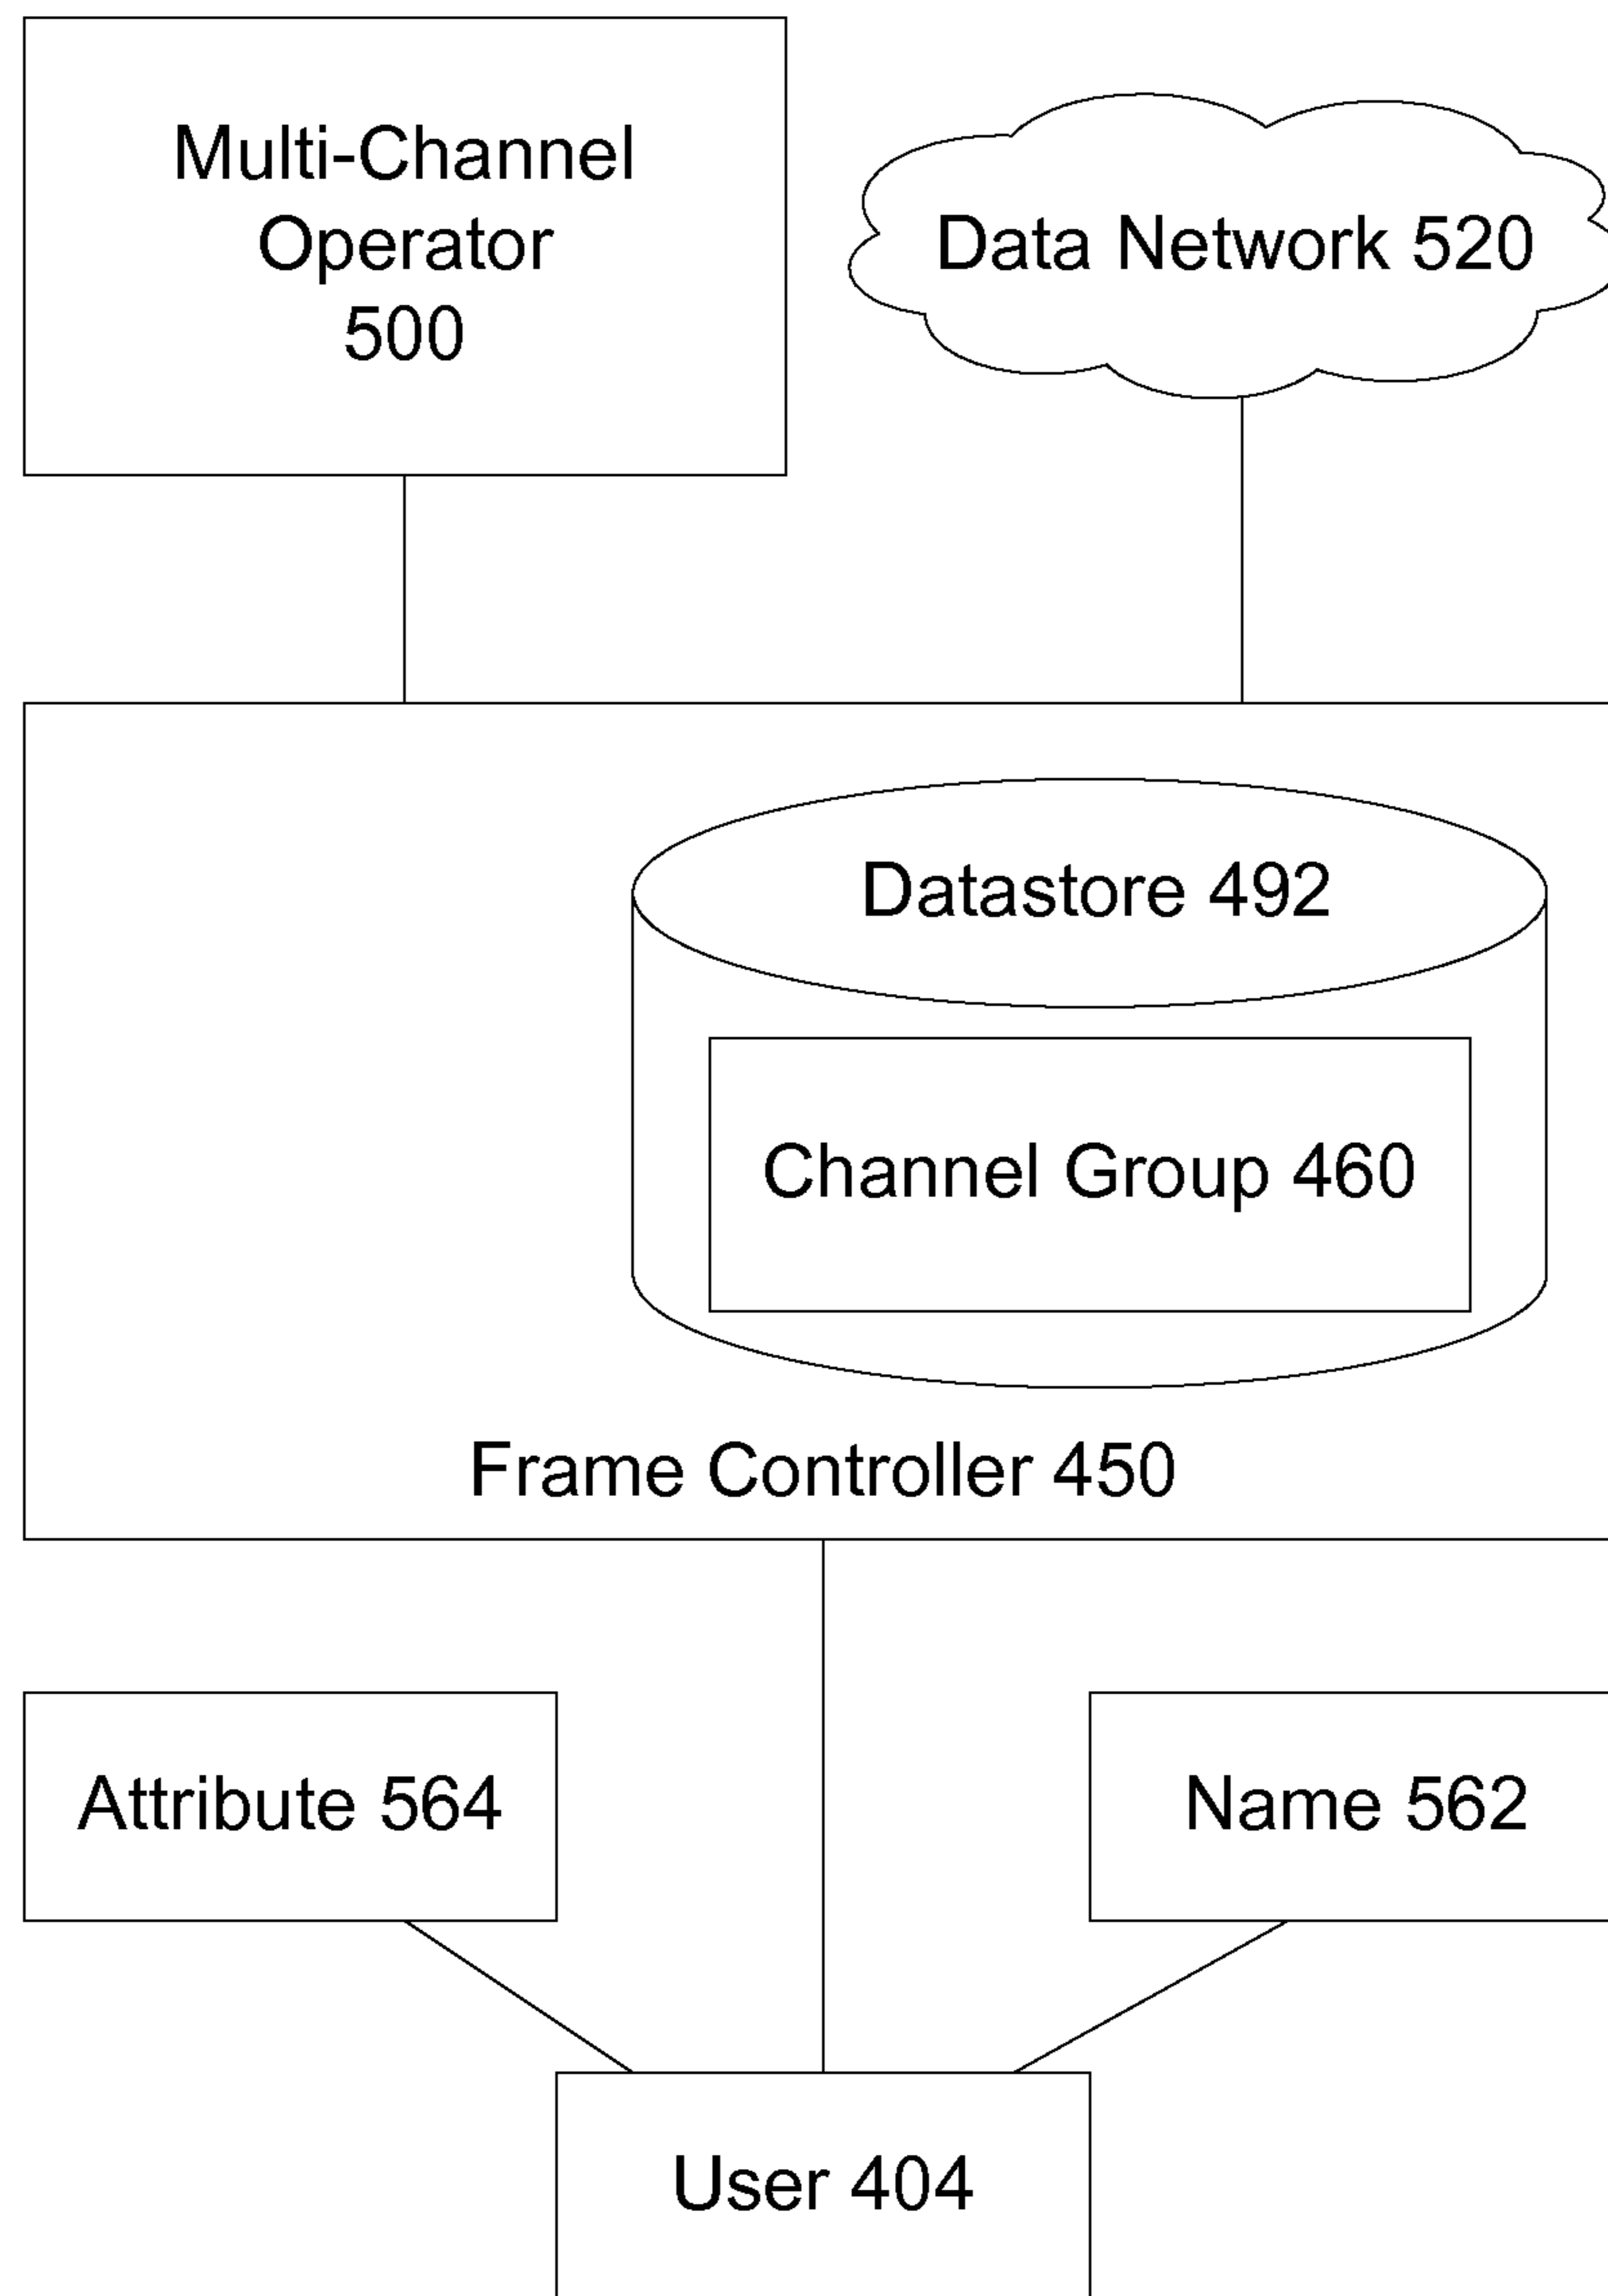 Multi-Channel
Operator
500
Data Network 520
Datastore 492
Channel Group 460
Frame Controller 450
Attribute 564
Name 562
User 404